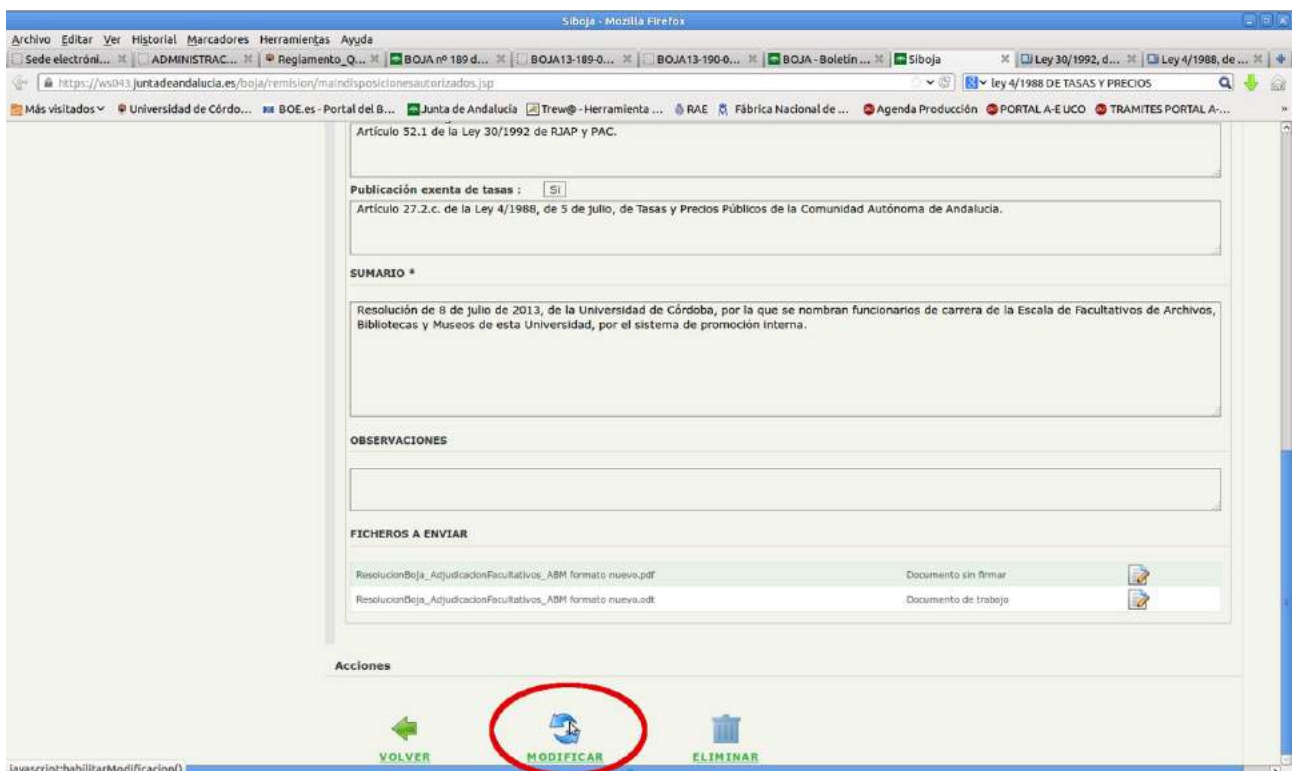 Siboja - Mozilla Firefox
Archivo Editar Ver Historial Marcadores Herramientas Ayuda
Sede electróni... ADMINISTRAC... Reglamento_Q... BOJA nº 189 d... BOJA13-189-0... BOJA13-190-0... BOJA - Boletín ... Siboja Ley 30/1992, d... Ley 4/1988, de ...
https://ws043.juntadeandalucia.es/boja/remision/maindisposicionesautorizados.jsp ley 4/1988 DE TASAS Y PRECIOS
Más visitados Universidad de Córdo... BOE.es - Portal del B... Junta de Andalucía Trew@ - Herramienta ... RAE Fábrica Nacional de ... Agenda Producción PORTAL A-E UCO TRAMITES PORTAL A-...
Artículo 52.1 de la Ley 30/1992 de RJAP y PAC.
Publicación exenta de tasas : Si
Artículo 27.2.c. de la Ley 4/1988, de 5 de julio, de Tasas y Precios Públicos de la Comunidad Autónoma de Andalucia.
SUMARIO *
Resolución de 8 de julio de 2013, de la Universidad de Córdoba, por la que se nombran funcionarios de carrera de la Escala de Facultativos de Archivos,
Bibliotecas y Museos de esta Universidad, por el sistema de promoción interna.
OBSERVACIONES
FICHEROS A ENVIAR
ResolucionBoja_AdjudicacionFacultativos_ABM formato nuevo.pdf Documento sin firmar
ResolucionBoja_AdjudicacionFacultativos_ABM formato nuevo.odt Documento de trabajo
Acciones
VOLVER MODIFICAR ELIMINAR
javascript:habilitarModificacion()